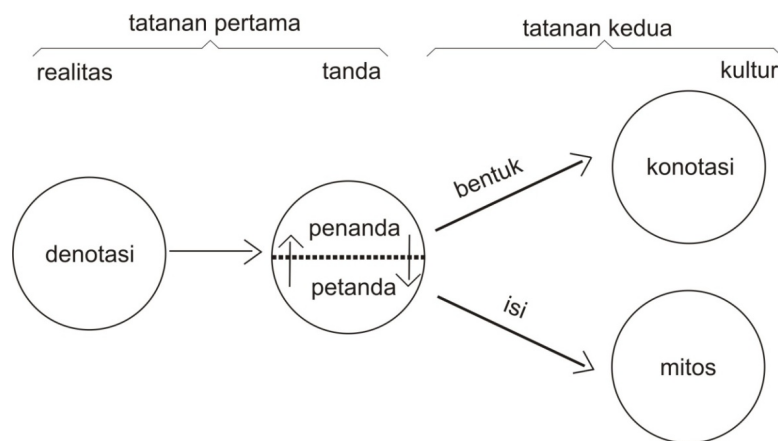 tatanan pertama
tatanan kedua
realitas
tanda
kultur
denotasi
penanda
petanda
bentuk
isi
konotasi
mitos